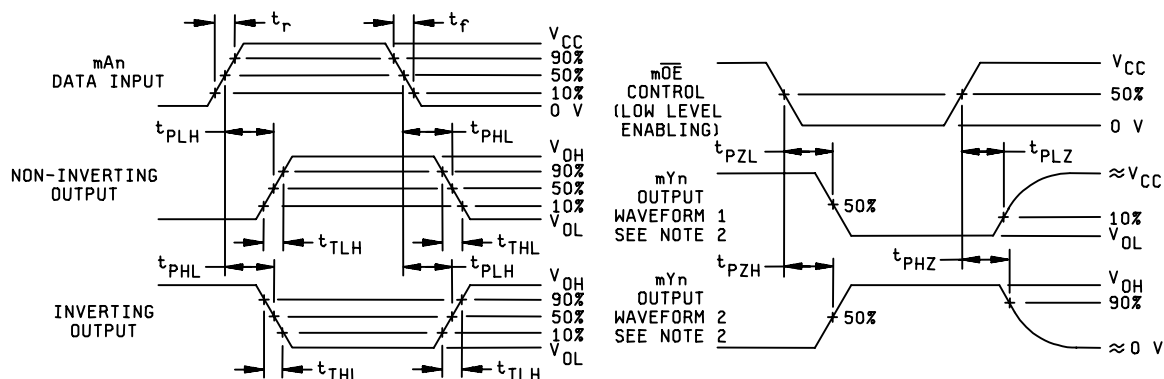 t_r
t_f
mAn
DATA INPUT
V_CC
90%
50%
10%
0 V
t_PLH
t_PHL
NON-INVERTING
OUTPUT
V_OH
90%
50%
10%
V_OL
t_TLH
t_THL
t_PHL
t_PLH
INVERTING
OUTPUT
V_OH
90%
50%
10%
V_OL
t_THL
t_TLH
mO̅E̅
CONTROL
(LOW LEVEL
ENABLING)
V_CC
50%
0 V
t_PZL
t_PLZ
mYn
OUTPUT
WAVEFORM 1
SEE NOTE 2
50%
≈V_CC
10%
V_OL
t_PZH
t_PHZ
mYn
OUTPUT
WAVEFORM 2
SEE NOTE 2
50%
V_OH
90%
≈0 V